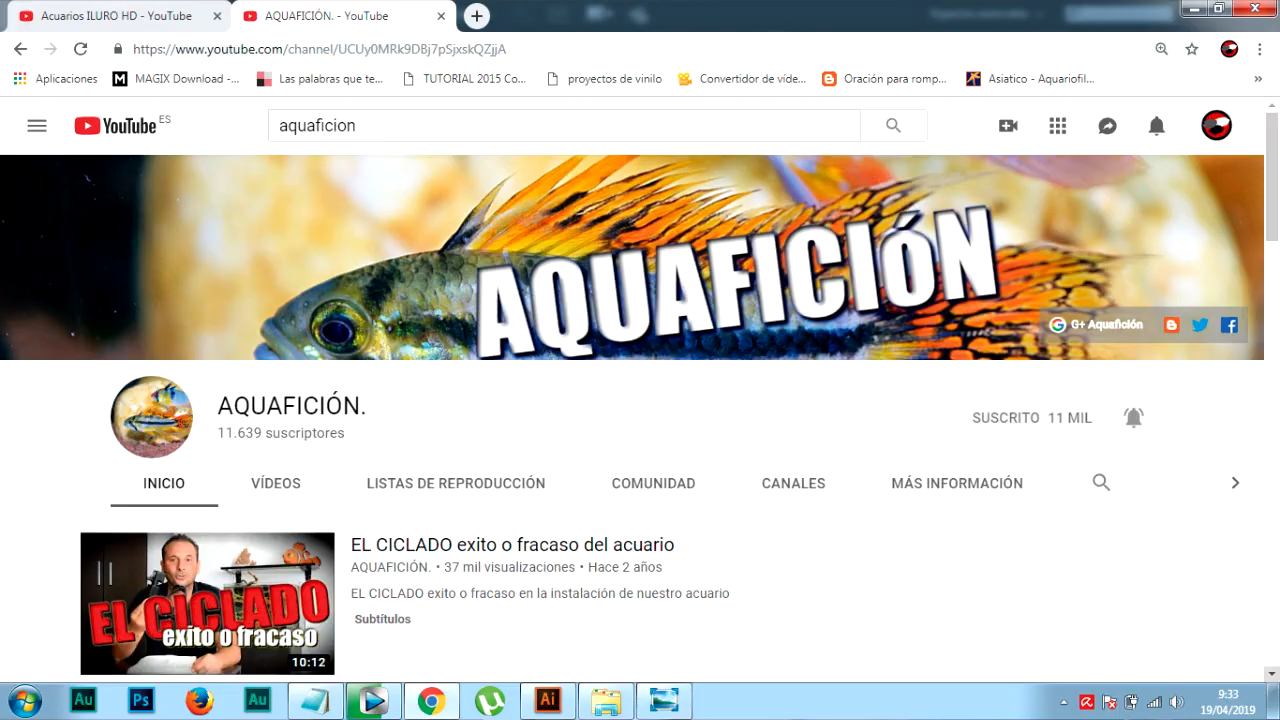 Acuarios ILURO HD - YouTube
AQUAFICIÓN. - YouTube
https://www.youtube.com/channel/UCUy0MRk9DBj7pSjxskQZjjA
Aplicaciones
MAGIX Download -...
Las palabras que te...
TUTORIAL 2015 Co...
proyectos de vinilo
Convertidor de víde...
Oración para romp...
Asiatico - Aquariofil...
»
YouTube ES
aquaficion
AQUAFICIÓN
G+ Aquafición
AQUAFICIÓN.
11.639 suscriptores
SUSCRITO 11 MIL
INICIO
VÍDEOS
LISTAS DE REPRODUCCIÓN
COMUNIDAD
CANALES
MÁS INFORMACIÓN
EL CICLADO
exito o fracaso
10:12
EL CICLADO exito o fracaso del acuario
AQUAFICIÓN. • 37 mil visualizaciones • Hace 2 años
EL CICLADO exito o fracaso en la instalación de nuestro acuario
Subtítulos
Au
Ps
Au
Ai
9:33
19/04/2019